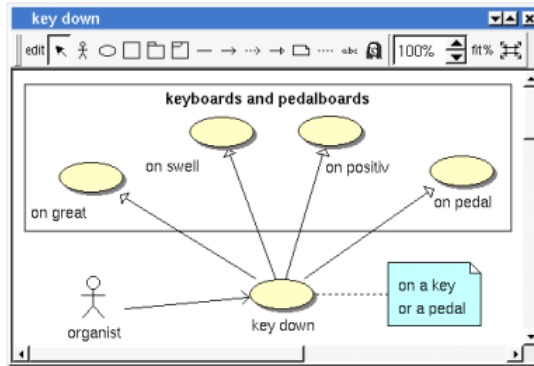 key down
edit
abc
100%
fit%
keyboards and pedalboards
on swell
on positiv
on great
on pedal
organist
key down
on a key
or a pedal